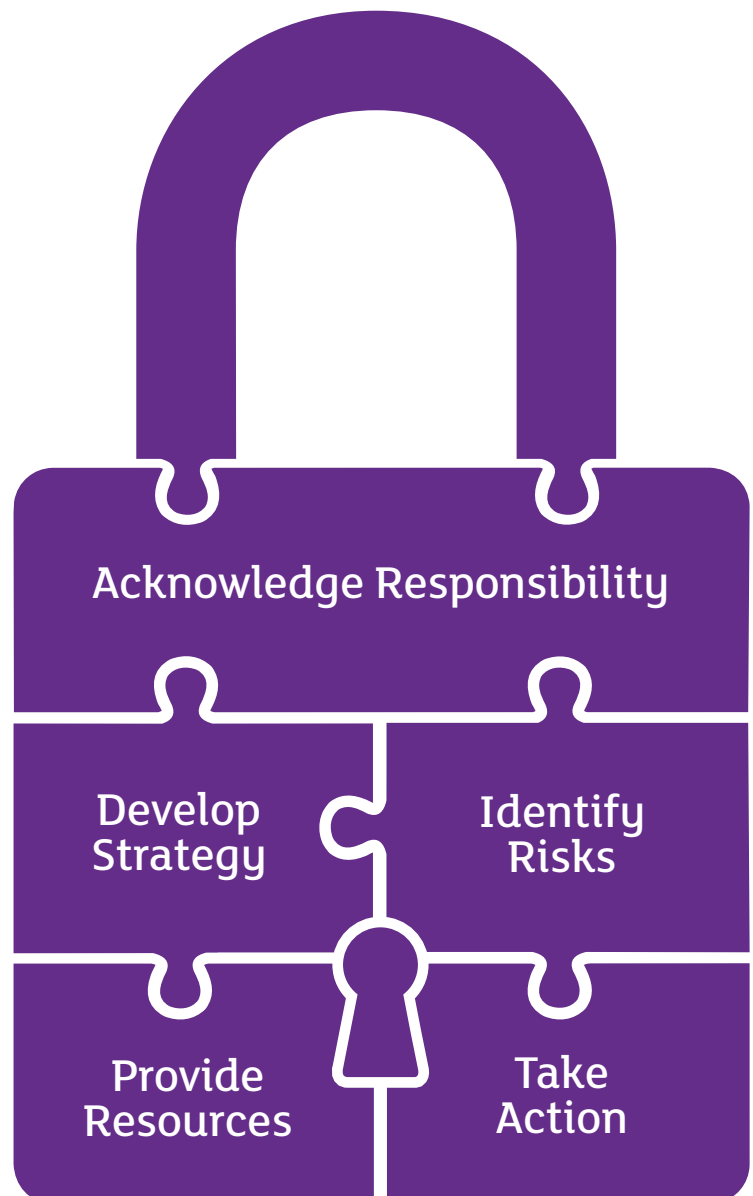 Acknowledge Responsibility
Develop
Strategy
Identify
Risks
Provide
Resources
Take
Action